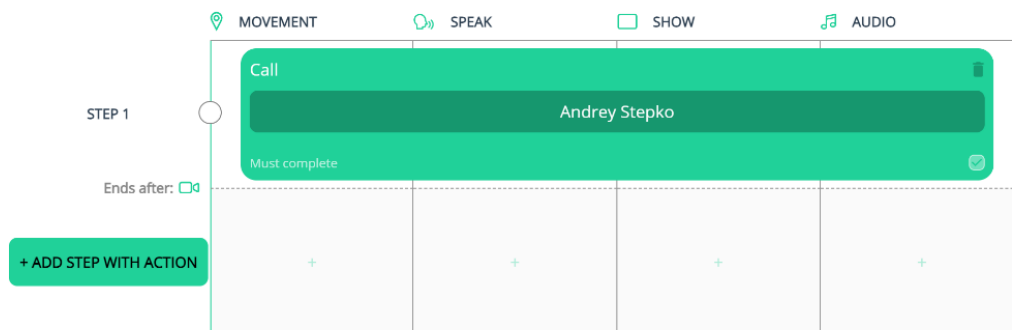 MOVEMENT SPEAK SHOW AUDIO
Call
STEP 1
Andrey Stepko
Must complete
Ends after:
+ ADD STEP WITH ACTION
+ + + +